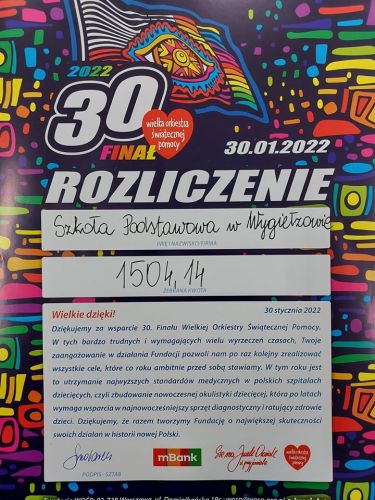 2022
30
FINAŁ
wielka orkiestra
świątecznej
pomocy
30.01.2022
ROZLICZENIE
Szkoła Podstawowa w Wygiełzowie
IMIĘ I NAZWISKO/FIRMA
1504,14
ZEBRANA KWOTA
Wielkie dzięki!
30 stycznia 2022
Dziękujemy za wsparcie 30. Finału Wielkiej Orkiestry Świątecznej Pomocy.
W tych bardzo trudnych i wymagających wielu wyrzeczeń czasach, Twoje
zaangażowanie w działania Fundacji pozwoli nam po raz kolejny zrealizować
wszystkie cele, które co roku ambitnie przed sobą stawiamy. W tym roku jest
to utrzymanie najwyższych standardów medycznych w polskich szpitalach
dziecięcych, czyli zbudowanie nowoczesnej okulistyki dziecięcej, która po latach
wymaga wsparcia w najnowocześniejszy sprzęt diagnostyczny i ratujący zdrowie
dzieci. Dziękujemy, że razem tworzymy Fundację o największej skuteczności
swoich działań w historii nowej Polski.
mBank
Jurek Owsiak
i przyjaciele
wielka orkiestra
świątecznej
pomocy
PODPIS - SZTAB